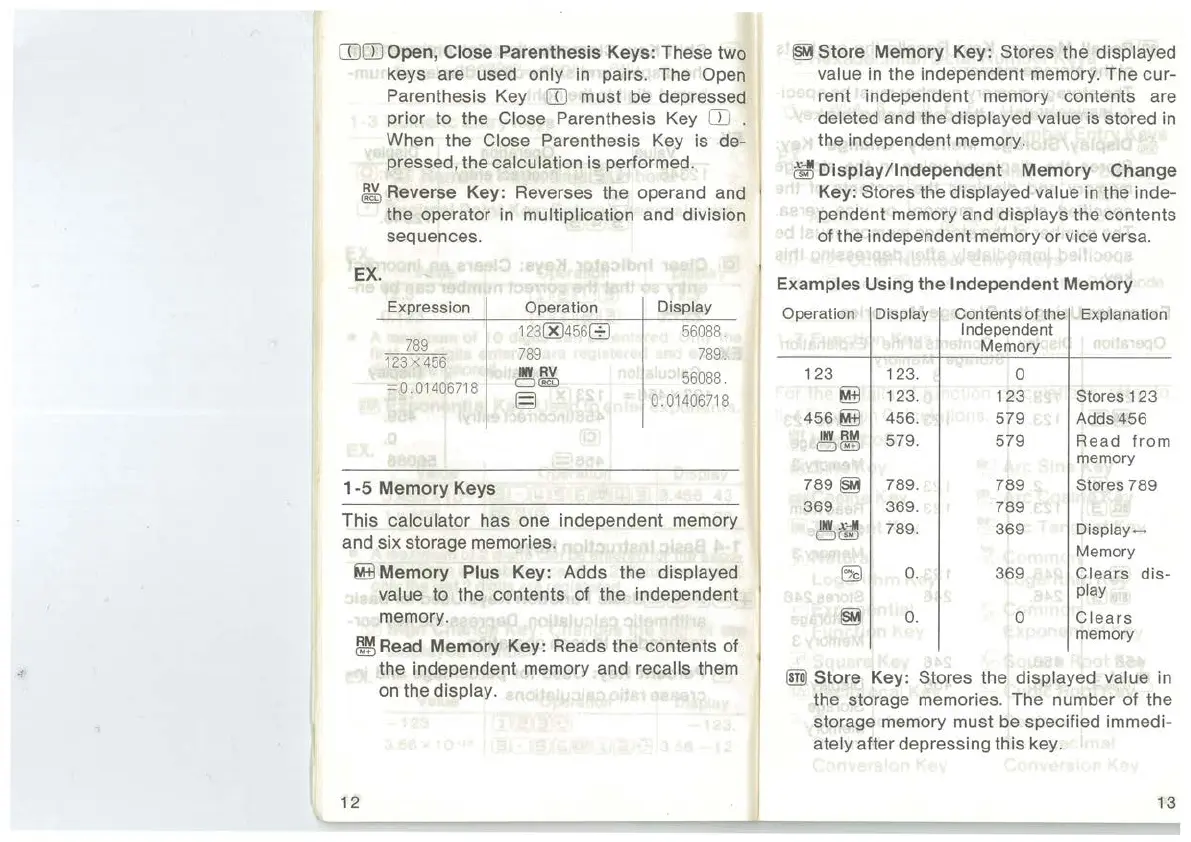 ( ) Open, Close Parenthesis Keys: These two
keys are used only in pairs. The Open
Parenthesis Key ( must be depressed
prior to the Close Parenthesis Key ) .
When the Close Parenthesis Key is de-
pressed, the calculation is performed.
RV RCL Reverse Key: Reverses the operand and
the operator in multiplication and division
sequences.
EX.
Expression Operation Display
123 × 456 ÷ 56088.
789 789 789.
123 × 456 INV RV RCL 56088.
=0.01406718 = 0.01406718
1-5 Memory Keys
This calculator has one independent memory
and six storage memories.
M+ Memory Plus Key: Adds the displayed
value to the contents of the independent
memory.
RM M+ Read Memory Key: Reads the contents of
the independent memory and recalls them
on the display.
12
SM Store Memory Key: Stores the displayed
value in the independent memory. The cur-
rent independent memory contents are
deleted and the displayed value is stored in
the independent memory.
x↔M SM Display/Independent Memory Change
Key: Stores the displayed value in the inde-
pendent memory and displays the contents
of the independent memory or vice versa.
Examples Using the Independent Memory
Operation Display Contents of the Explanation
Independent
Memory
123 123. 0
M+ 123. 123 Stores 123
456 M+ 456. 579 Adds 456
INV RM M+ 579. 579 Read from
memory
789 SM 789. 789 Stores 789
369 369. 789
INV x↔M SM 789. 369 Display↔
Memory
ON/C 0. 369 Clears dis-
play
SM 0. 0 Clears
memory
STO Store Key: Stores the displayed value in
the storage memories. The number of the
storage memory must be specified immedi-
ately after depressing this key.
13